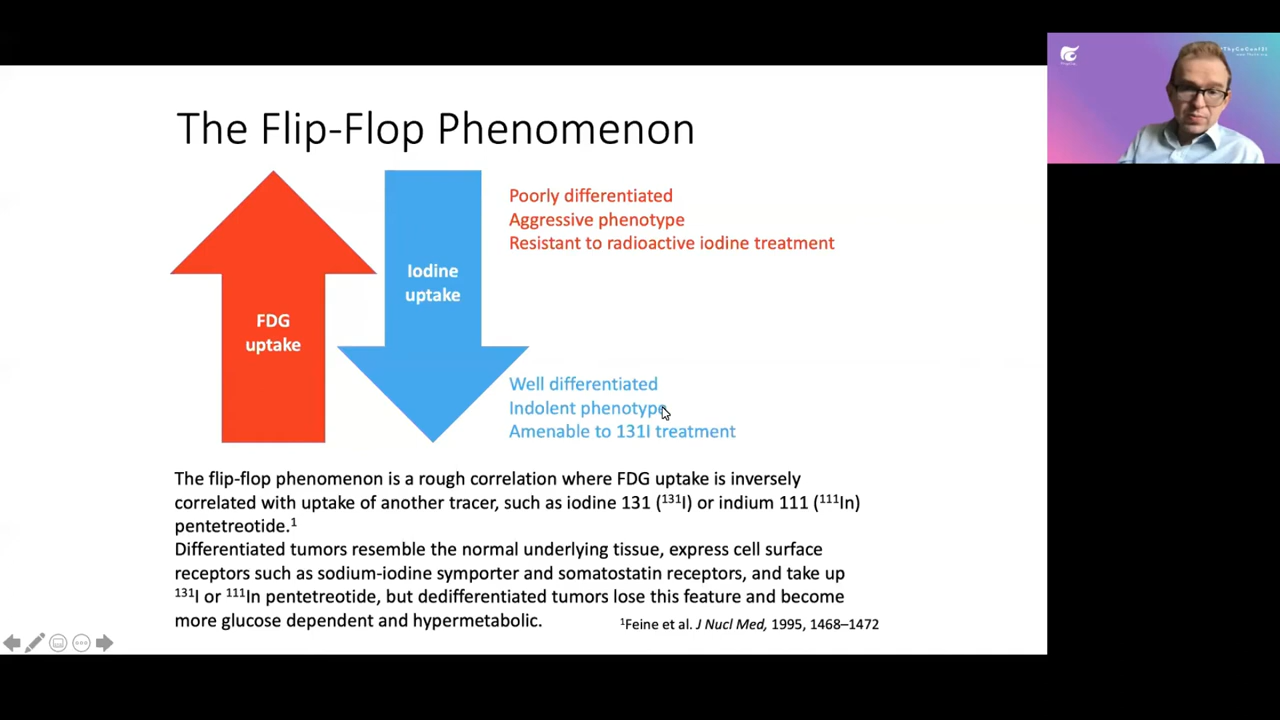 The Flip-Flop Phenomenon
FDG
uptake
Iodine
uptake
Poorly differentiated
Aggressive phenotype
Resistant to radioactive iodine treatment
Well differentiated
Indolent phenotype
Amenable to 131I treatment
The flip-flop phenomenon is a rough correlation where FDG uptake is inversely
correlated with uptake of another tracer, such as iodine 131 (¹³¹I) or indium 111 (¹¹¹In)
pentetreotide.¹
Differentiated tumors resemble the normal underlying tissue, express cell surface
receptors such as sodium-iodine symporter and somatostatin receptors, and take up
¹³¹I or ¹¹¹In pentetreotide, but dedifferentiated tumors lose this feature and become
more glucose dependent and hypermetabolic.
¹Feine et al. J Nucl Med, 1995, 1468–1472